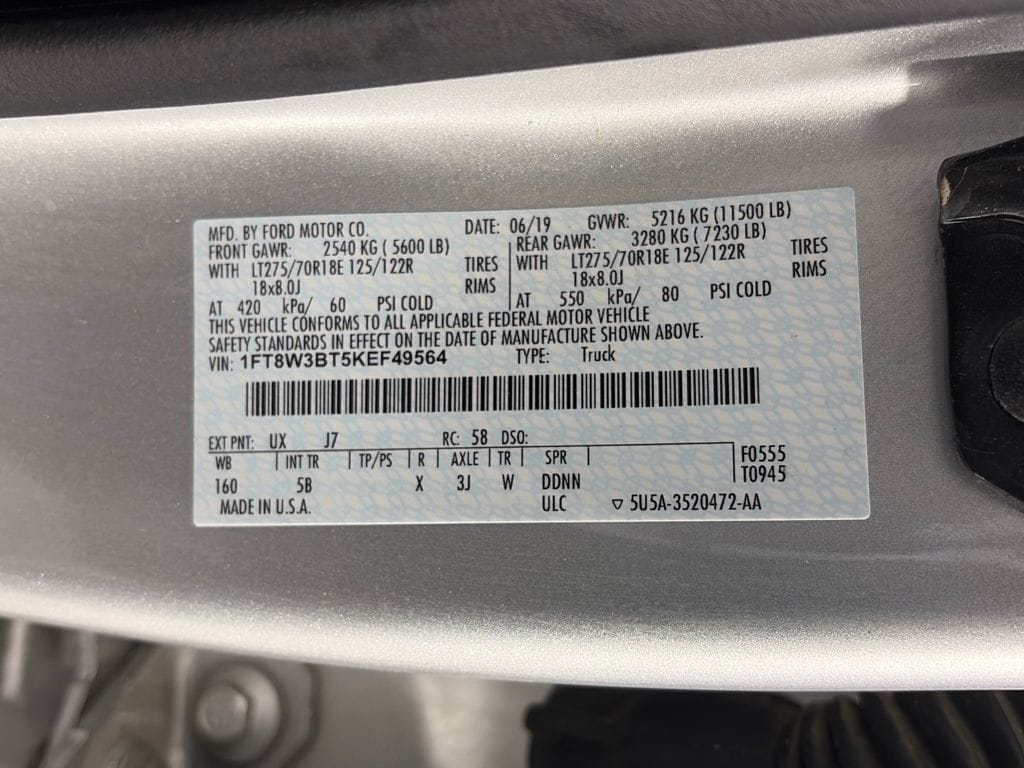 MFD. BY FORD MOTOR CO. DATE: 06/19 GVWR: 5216 KG (11500 LB)
FRONT GAWR: 2540 KG ( 5600 LB) REAR GAWR: 3280 KG ( 7230 LB)
WITH LT275/70R18E 125/122R TIRES WITH LT275/70R18E 125/122R TIRES
18x8.0J RIMS 18x8.0J RIMS
AT 420 kPa/ 60 PSI COLD AT 550 kPa/ 80 PSI COLD
THIS VEHICLE CONFORMS TO ALL APPLICABLE FEDERAL MOTOR VEHICLE
SAFETY STANDARDS IN EFFECT ON THE DATE OF MANUFACTURE SHOWN ABOVE.
VIN: 1FT8W3BT5KEF49564 TYPE: Truck
EXT PNT: UX J7 RC: 58 DSO:
WB INT TR TP/PS R AXLE TR SPR F0555
160 5B X 3J W DDNN T0945
MADE IN U.S.A. ULC 5U5A-3520472-AA